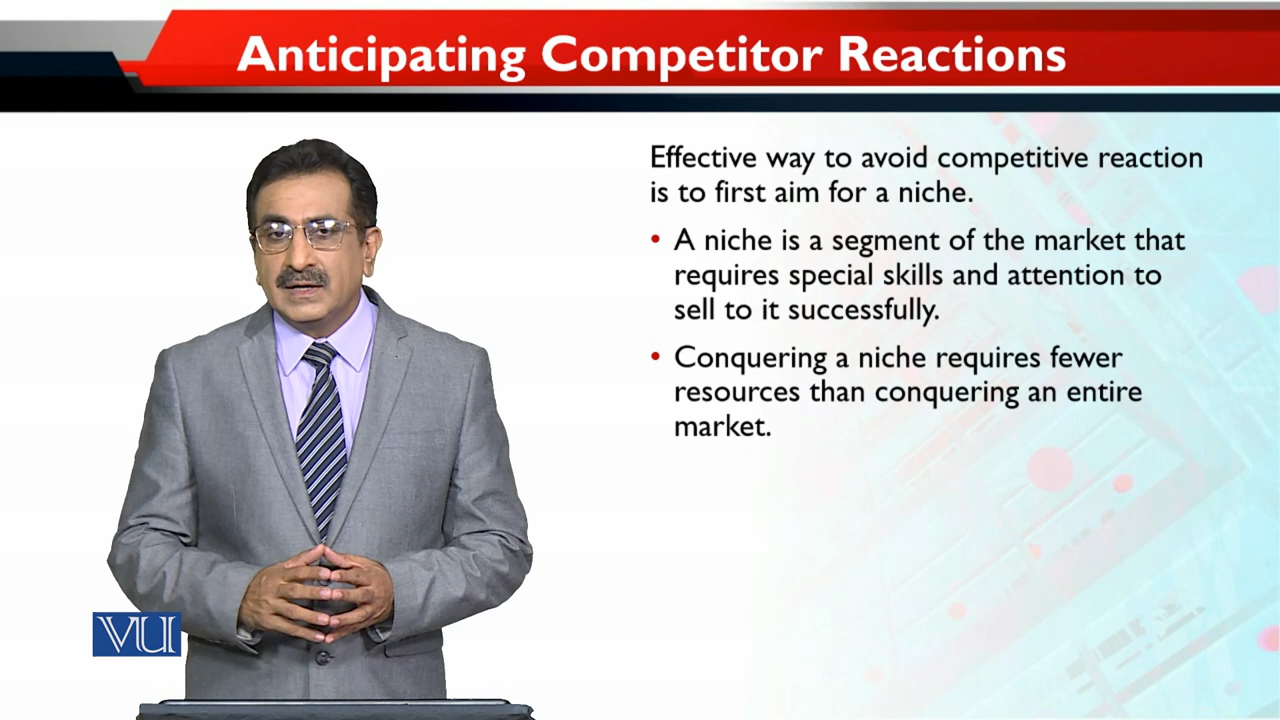 Anticipating Competitor Reactions
Effective way to avoid competitive reaction
is to first aim for a niche.
• A niche is a segment of the market that
requires special skills and attention to
sell to it successfully.
• Conquering a niche requires fewer
resources than conquering an entire
market.
VU